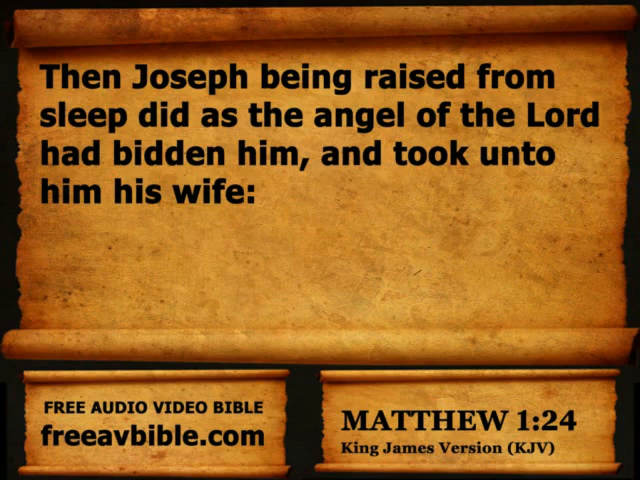 Then Joseph being raised from
sleep did as the angel of the Lord
had bidden him, and took unto
him his wife:
FREE AUDIO VIDEO BIBLE
freeavbible.com
MATTHEW 1:24
King James Version (KJV)